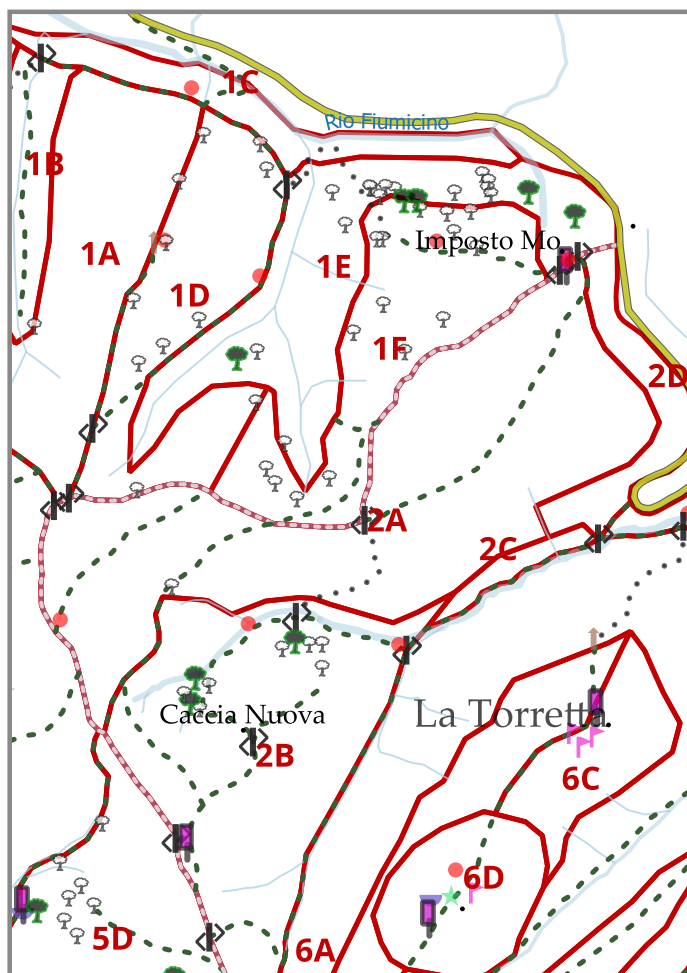 1C
Rio Fiumicino
1B
1A
Imposto Mo.
1E
1D
1F
2D
2A
2C
Caccia Nuova
La Torretta
2B
6C
6D
5D
6A